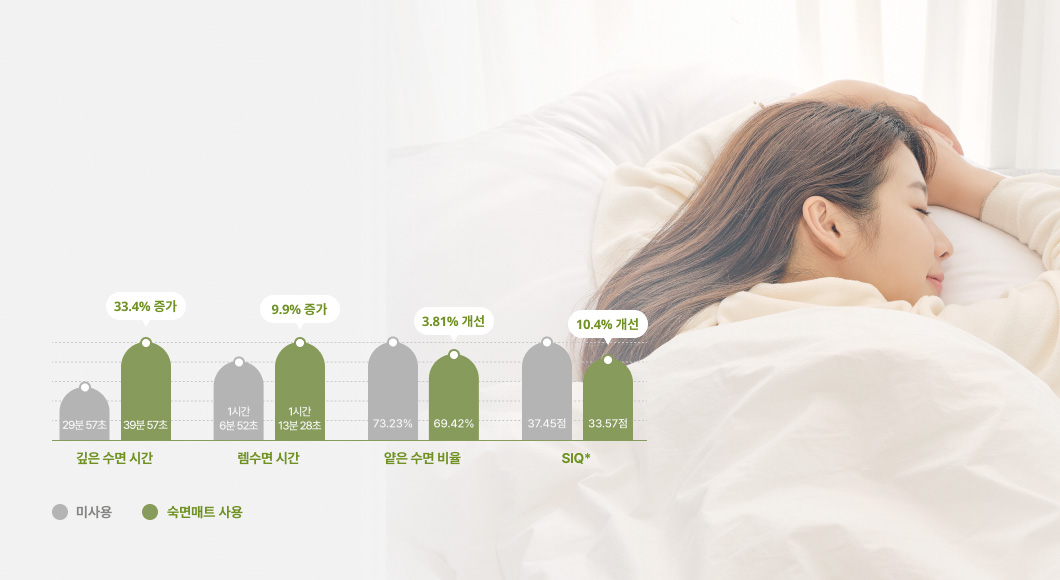 33.4% 증가
9.9% 증가
3.81% 개선
10.4% 개선
29분 57초
39분 57초
1시간
6분 52초
1시간
13분 28초
73.23%
69.42%
37.45점
33.57점
깊은 수면 시간
렘수면 시간
얕은 수면 비율
SIQ*
미사용
숙면매트 사용